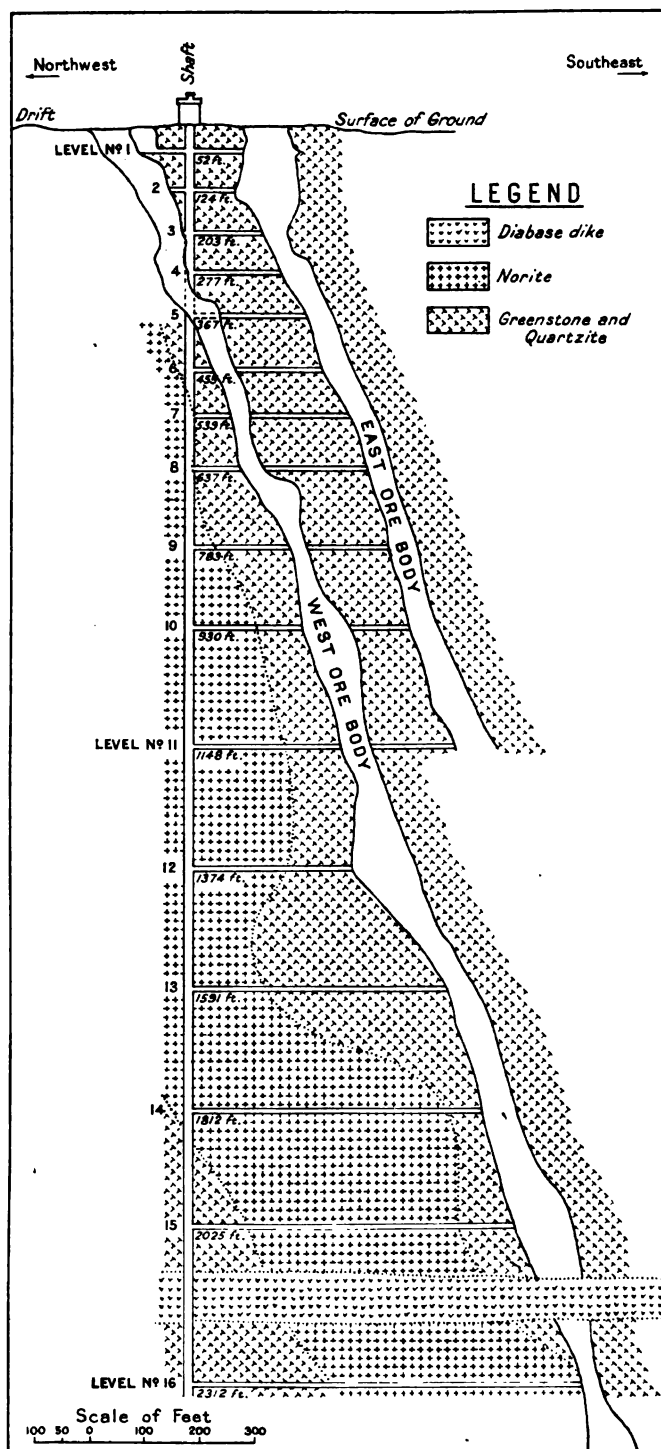 Northwest
Shaft
Southeast
Drift
Surface of Ground
LEVEL Nº 1
52 ft.
2
124 ft.
3
203 ft.
4
277 ft.
5
367 ft.
6
455 ft.
7
539 ft.
8
637 ft.
9
783 ft.
10
930 ft.
LEVEL Nº 11
1148 ft.
12
1374 ft.
13
1591 ft.
14
1812 ft.
15
2025 ft.
LEVEL Nº 16
2312 ft.
EAST ORE BODY
WEST ORE BODY
LEGEND
Diabase dike
Norite
Greenstone and
Quartzite
Scale of Feet
100 50 0 100 200 300